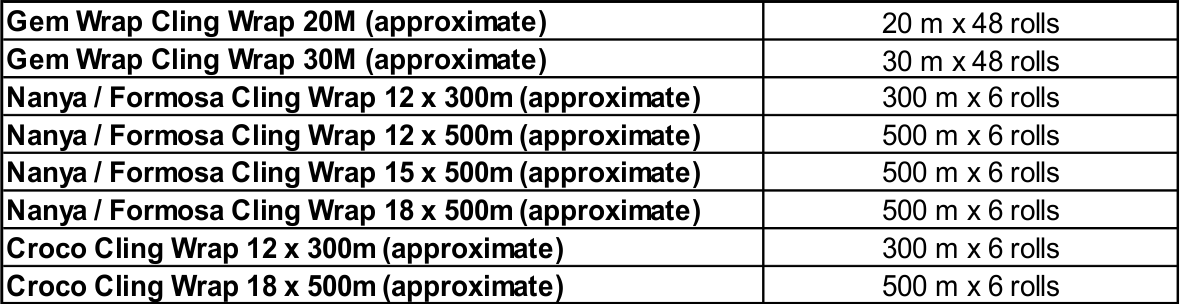 Gem Wrap Cling Wrap 20M (approximate) 20 m x 48 rolls
Gem Wrap Cling Wrap 30M (approximate) 30 m x 48 rolls
Nanya / Formosa Cling Wrap 12 x 300m (approximate) 300 m x 6 rolls
Nanya / Formosa Cling Wrap 12 x 500m (approximate) 500 m x 6 rolls
Nanya / Formosa Cling Wrap 15 x 500m (approximate) 500 m x 6 rolls
Nanya / Formosa Cling Wrap 18 x 500m (approximate) 500 m x 6 rolls
Croco Cling Wrap 12 x 300m (approximate) 300 m x 6 rolls
Croco Cling Wrap 18 x 500m (approximate) 500 m x 6 rolls